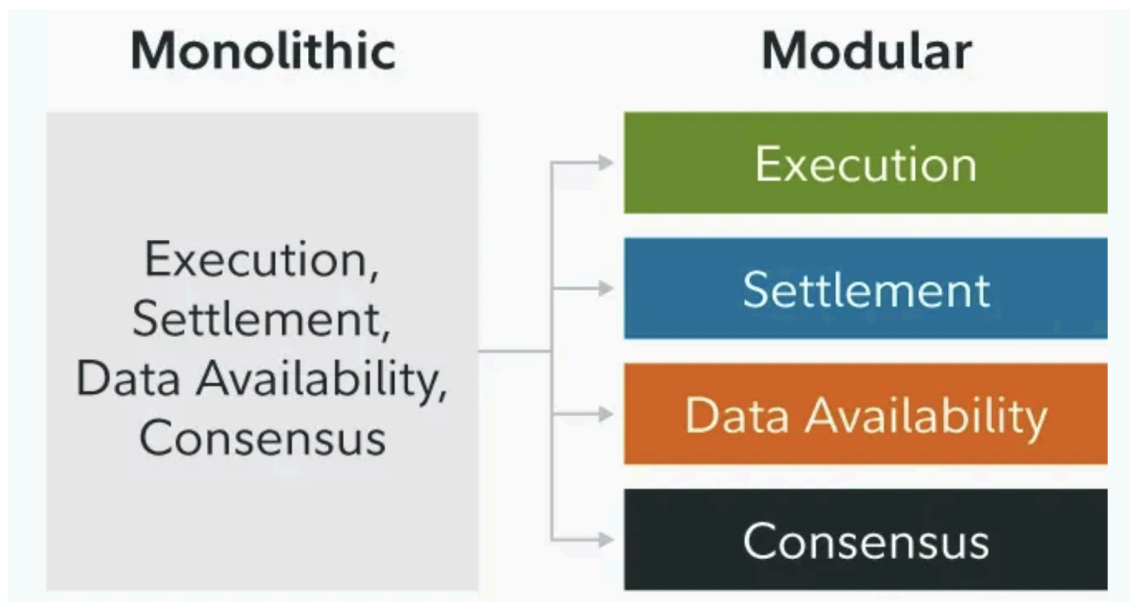 Monolithic
Modular
Execution,
Settlement,
Data Availability,
Consensus
Execution
Settlement
Data Availability
Consensus